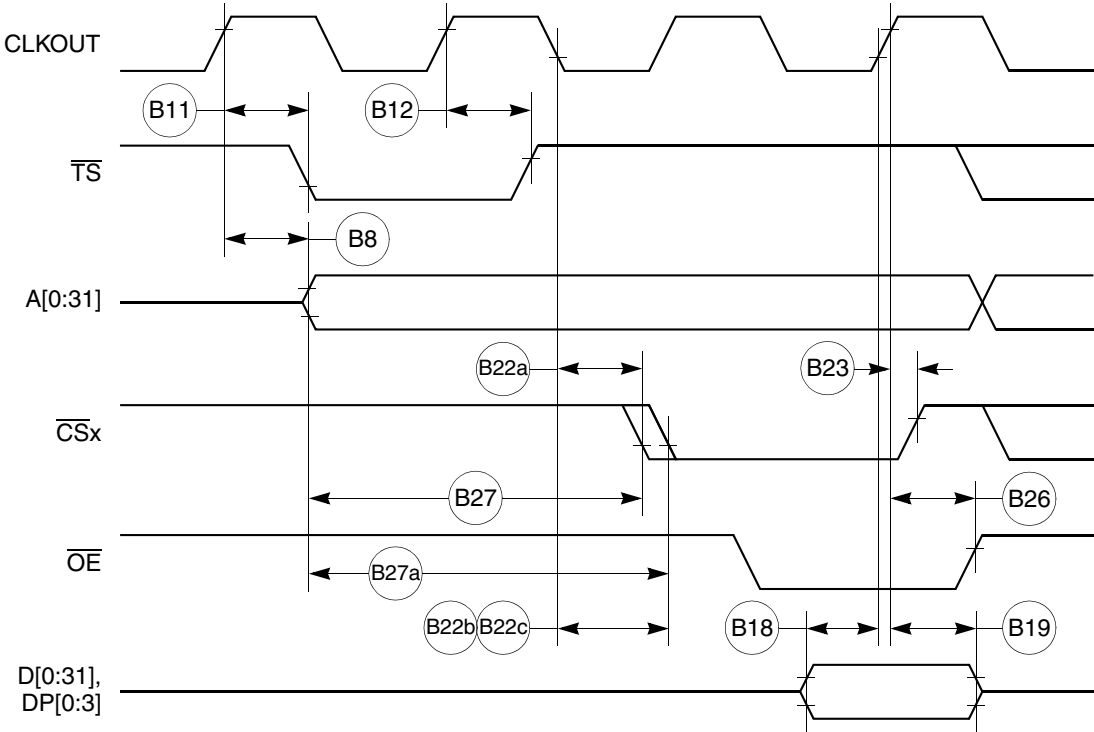 CLKOUT
B11
B12
TS
B8
A[0:31]
B22a
B23
CSx
B27
B26
OE
B27a
B22b B22c
B18
B19
D[0:31],
DP[0:3]